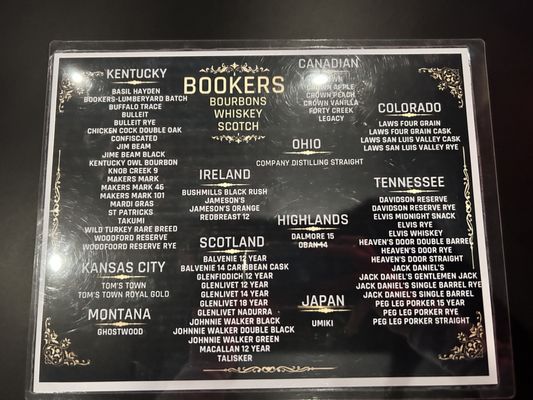 KENTUCKY
BASIL HAYDEN
BOOKERS-LUMBERYARD BATCH
BUFFALO TRACE
BULLEIT
BULLEIT RYE
CHICKEN COCK DOUBLE OAK
CONFISCATED
JIM BEAM
JIME BEAM BLACK
KENTUCKY OWL BOURBON
KNOB CREEK 9
MAKERS MARK
MAKERS MARK 46
MAKERS MARK 101
MARDI GRAS
ST PATRICKS
TAKUMI
WILD TURKEY RARE BREED
WOODFORD RESERVE
WOODFOORD RESERVE RYE
KANSAS CITY
TOM'S TOWN
TOM'S TOWN ROYAL GOLD
MONTANA
GHOSTWOOD
BOOKERS
BOURBONS
WHISKEY
SCOTCH
IRELAND
BUSHMILLS BLACK RUSH
JAMESON'S
JAMESON'S ORANGE
REDBREAST 12
SCOTLAND
BALVENIE 12 YEAR
BALVENIE 14 CARIBBEAN CASK
GLENFIDDICH 12 YEAR
GLENLIVET 12 YEAR
GLENLIVET 14 YEAR
GLENLIVET 18 YEAR
GLENLIVET NADURRA
JOHNNIE WALKER BLACK
JOHNNIE WALKER DOUBLE BLACK
JOHNNIE WALKER GREEN
MACALLAN 12 YEAR
TALISKER
CANADIAN
CROWN
CROWN APPLE
CROWN PEACH
CROWN VANILLA
FORTY CREEK
LEGACY
OHIO
COMPANY DISTILLING STRAIGHT
HIGHLANDS
DALMORE 15
OBAN 14
JAPAN
UMIKI
COLORADO
LAWS FOUR GRAIN
LAWS FOUR GRAIN CASK
LAWS SAN LUIS VALLEY CASK
LAWS SAN LUIS VALLEY RYE
TENNESSEE
DAVIDSON RESERVE
DAVIDSON RESERVE RYE
ELVIS MIDNIGHT SNACK
ELVIS RYE
ELVIS WHISKEY
HEAVEN'S DOOR DOUBLE BARREL
HEAVEN'S DOOR RYE
HEAVEN'S DOOR STRAIGHT
JACK DANIEL'S
JACK DANIEL'S GENTLEMEN JACK
JACK DANIEL'S SINGLE BARREL RYE
JACK DANIEL'S SINGLE BARREL
PEG LEG PORKER 15 YEAR
PEG LEG PORKER RYE
PEG LEG PORKER STRAIGHT